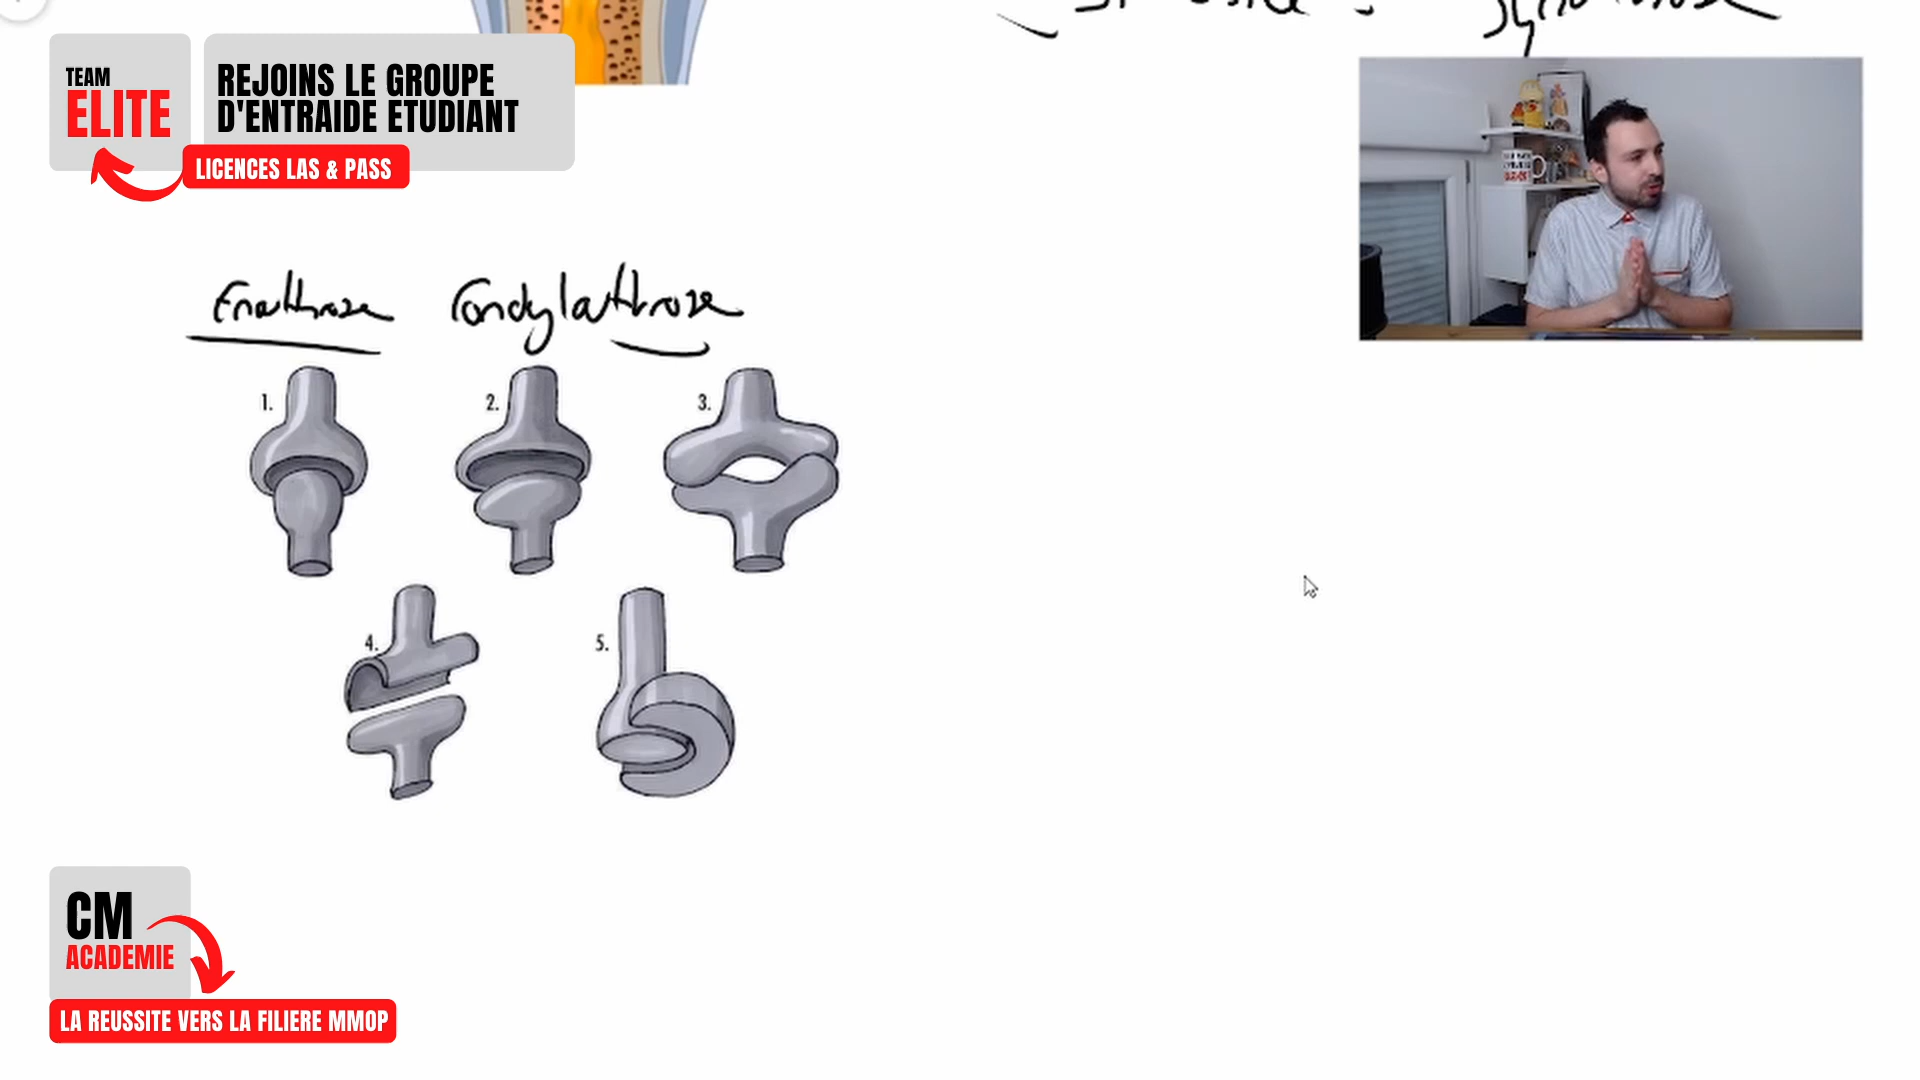 TEAM
ELITE
REJOINS LE GROUPE
D'ENTRAIDE ETUDIANT
LICENCES LAS & PASS
Enarthrose Condylarthrose
1. 2. 3.
4. 5.
CM
ACADEMIE
LA REUSSITE VERS LA FILIERE MMOP